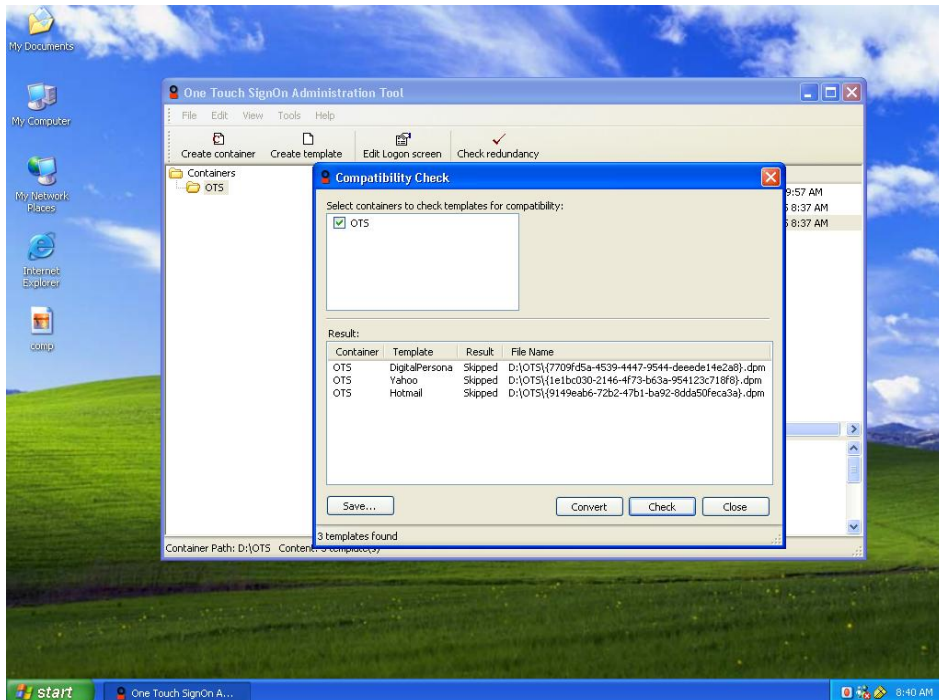 My Documents
My Computer
My Network
Places
Internet
Explorer
comp
One Touch SignOn Administration Tool
File Edit View Tools Help
Create container Create template Edit Logon screen Check redundancy
Containers
OTS
9:57 AM
8:37 AM
8:37 AM
Compatibility Check
Select containers to check templates for compatibility:
OTS
Result:
Container Template Result File Name
OTS DigitalPersona Skipped D:\OTS\{7709fd5a-4539-4447-9544-deeede14e2a8}.dpm
OTS Yahoo Skipped D:\OTS\{1e1bc030-2146-4f73-b63a-954123c718f8}.dpm
OTS Hotmail Skipped D:\OTS\{9149eab6-72b2-47b1-ba92-8dda50feca3a}.dpm
Save... Convert Check Close
3 templates found
Container Path: D:\OTS Content: 3 template(s)
start One Touch SignOn A... 8:40 AM